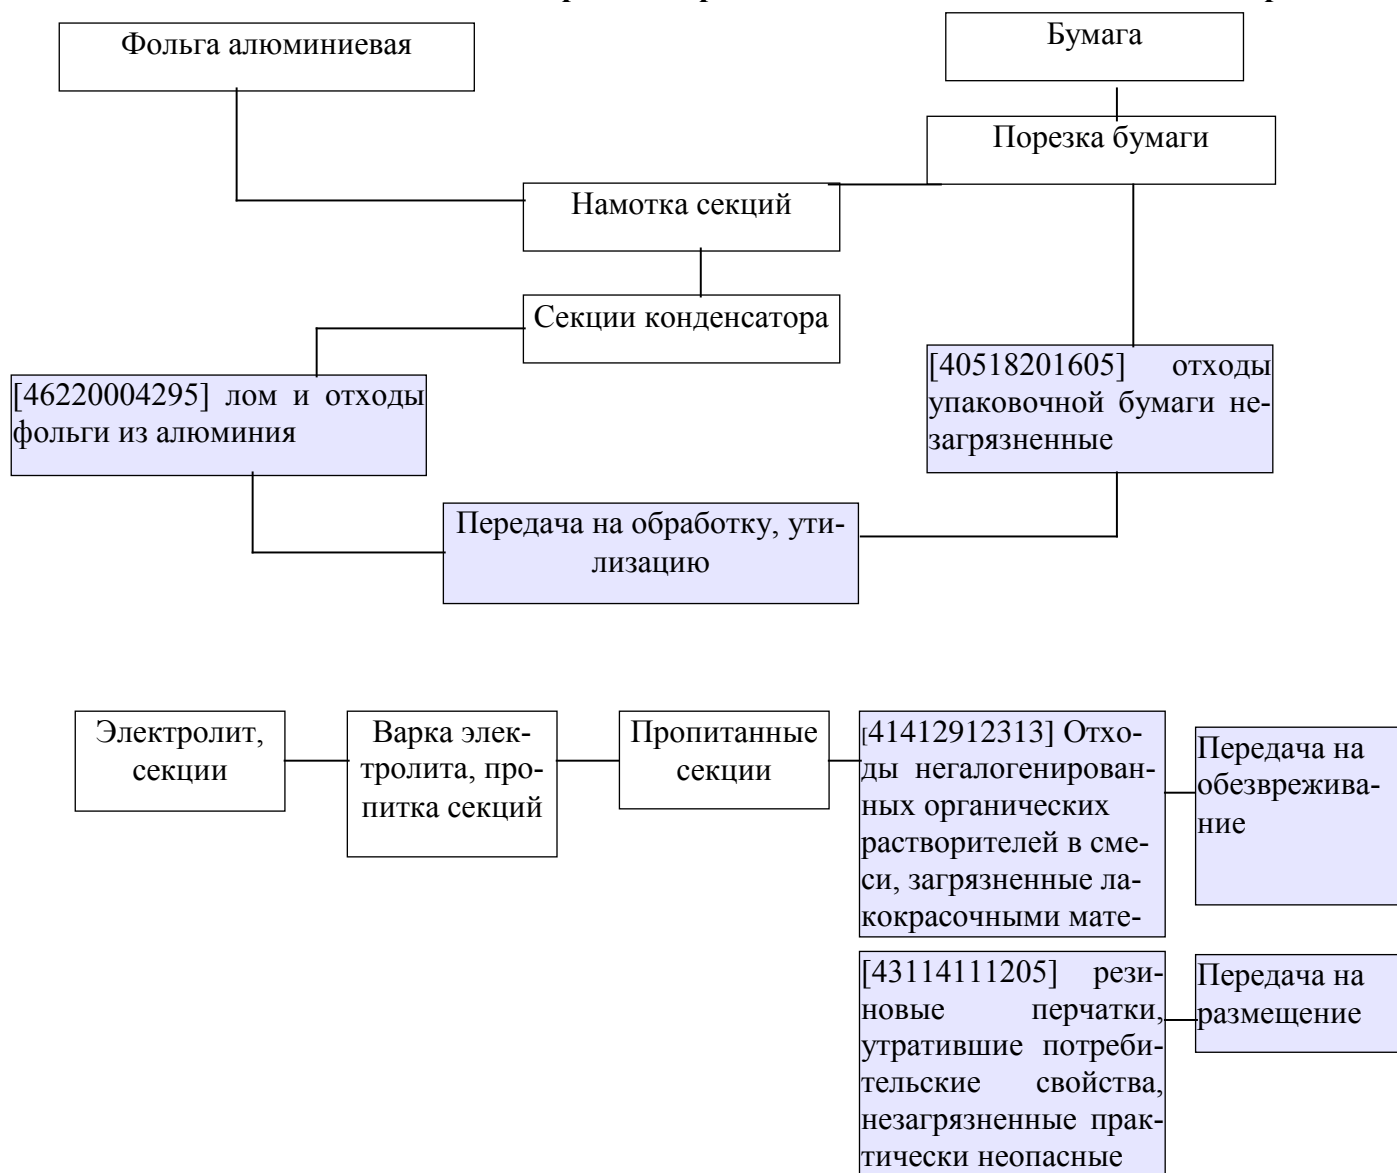 Фольга алюминиевая
Бумага
Порезка бумаги
Намотка секций
Секции конденсатора
[46220004295] лом и отходы
фольги из алюминия
[40518201605] отходы
упаковочной бумаги не-
загрязненные
Передача на обработку, ути-
лизацию
Электролит,
секции
Варка элек-
тролита, про-
питка секций
Пропитанные
секции
[41412912313] Отхо-
ды негалогенирован-
ных органических
растворителей в сме-
си, загрязненные ла-
кокрасочными мате-
Передача на
обезврежива-
ние
[43114111205] рези-
новые перчатки,
утратившие потреби-
тельские свойства,
незагрязненные прак-
тически неопасные
Передача на
размещение